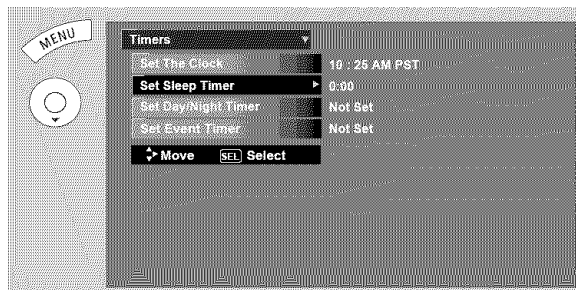 MENU
Timers
Set The Clock 10 : 25 AM PST
Set Sleep Timer 0:00
Set Day/Night Timer Not Set
Set Event Timer Not Set
Move SEL Select